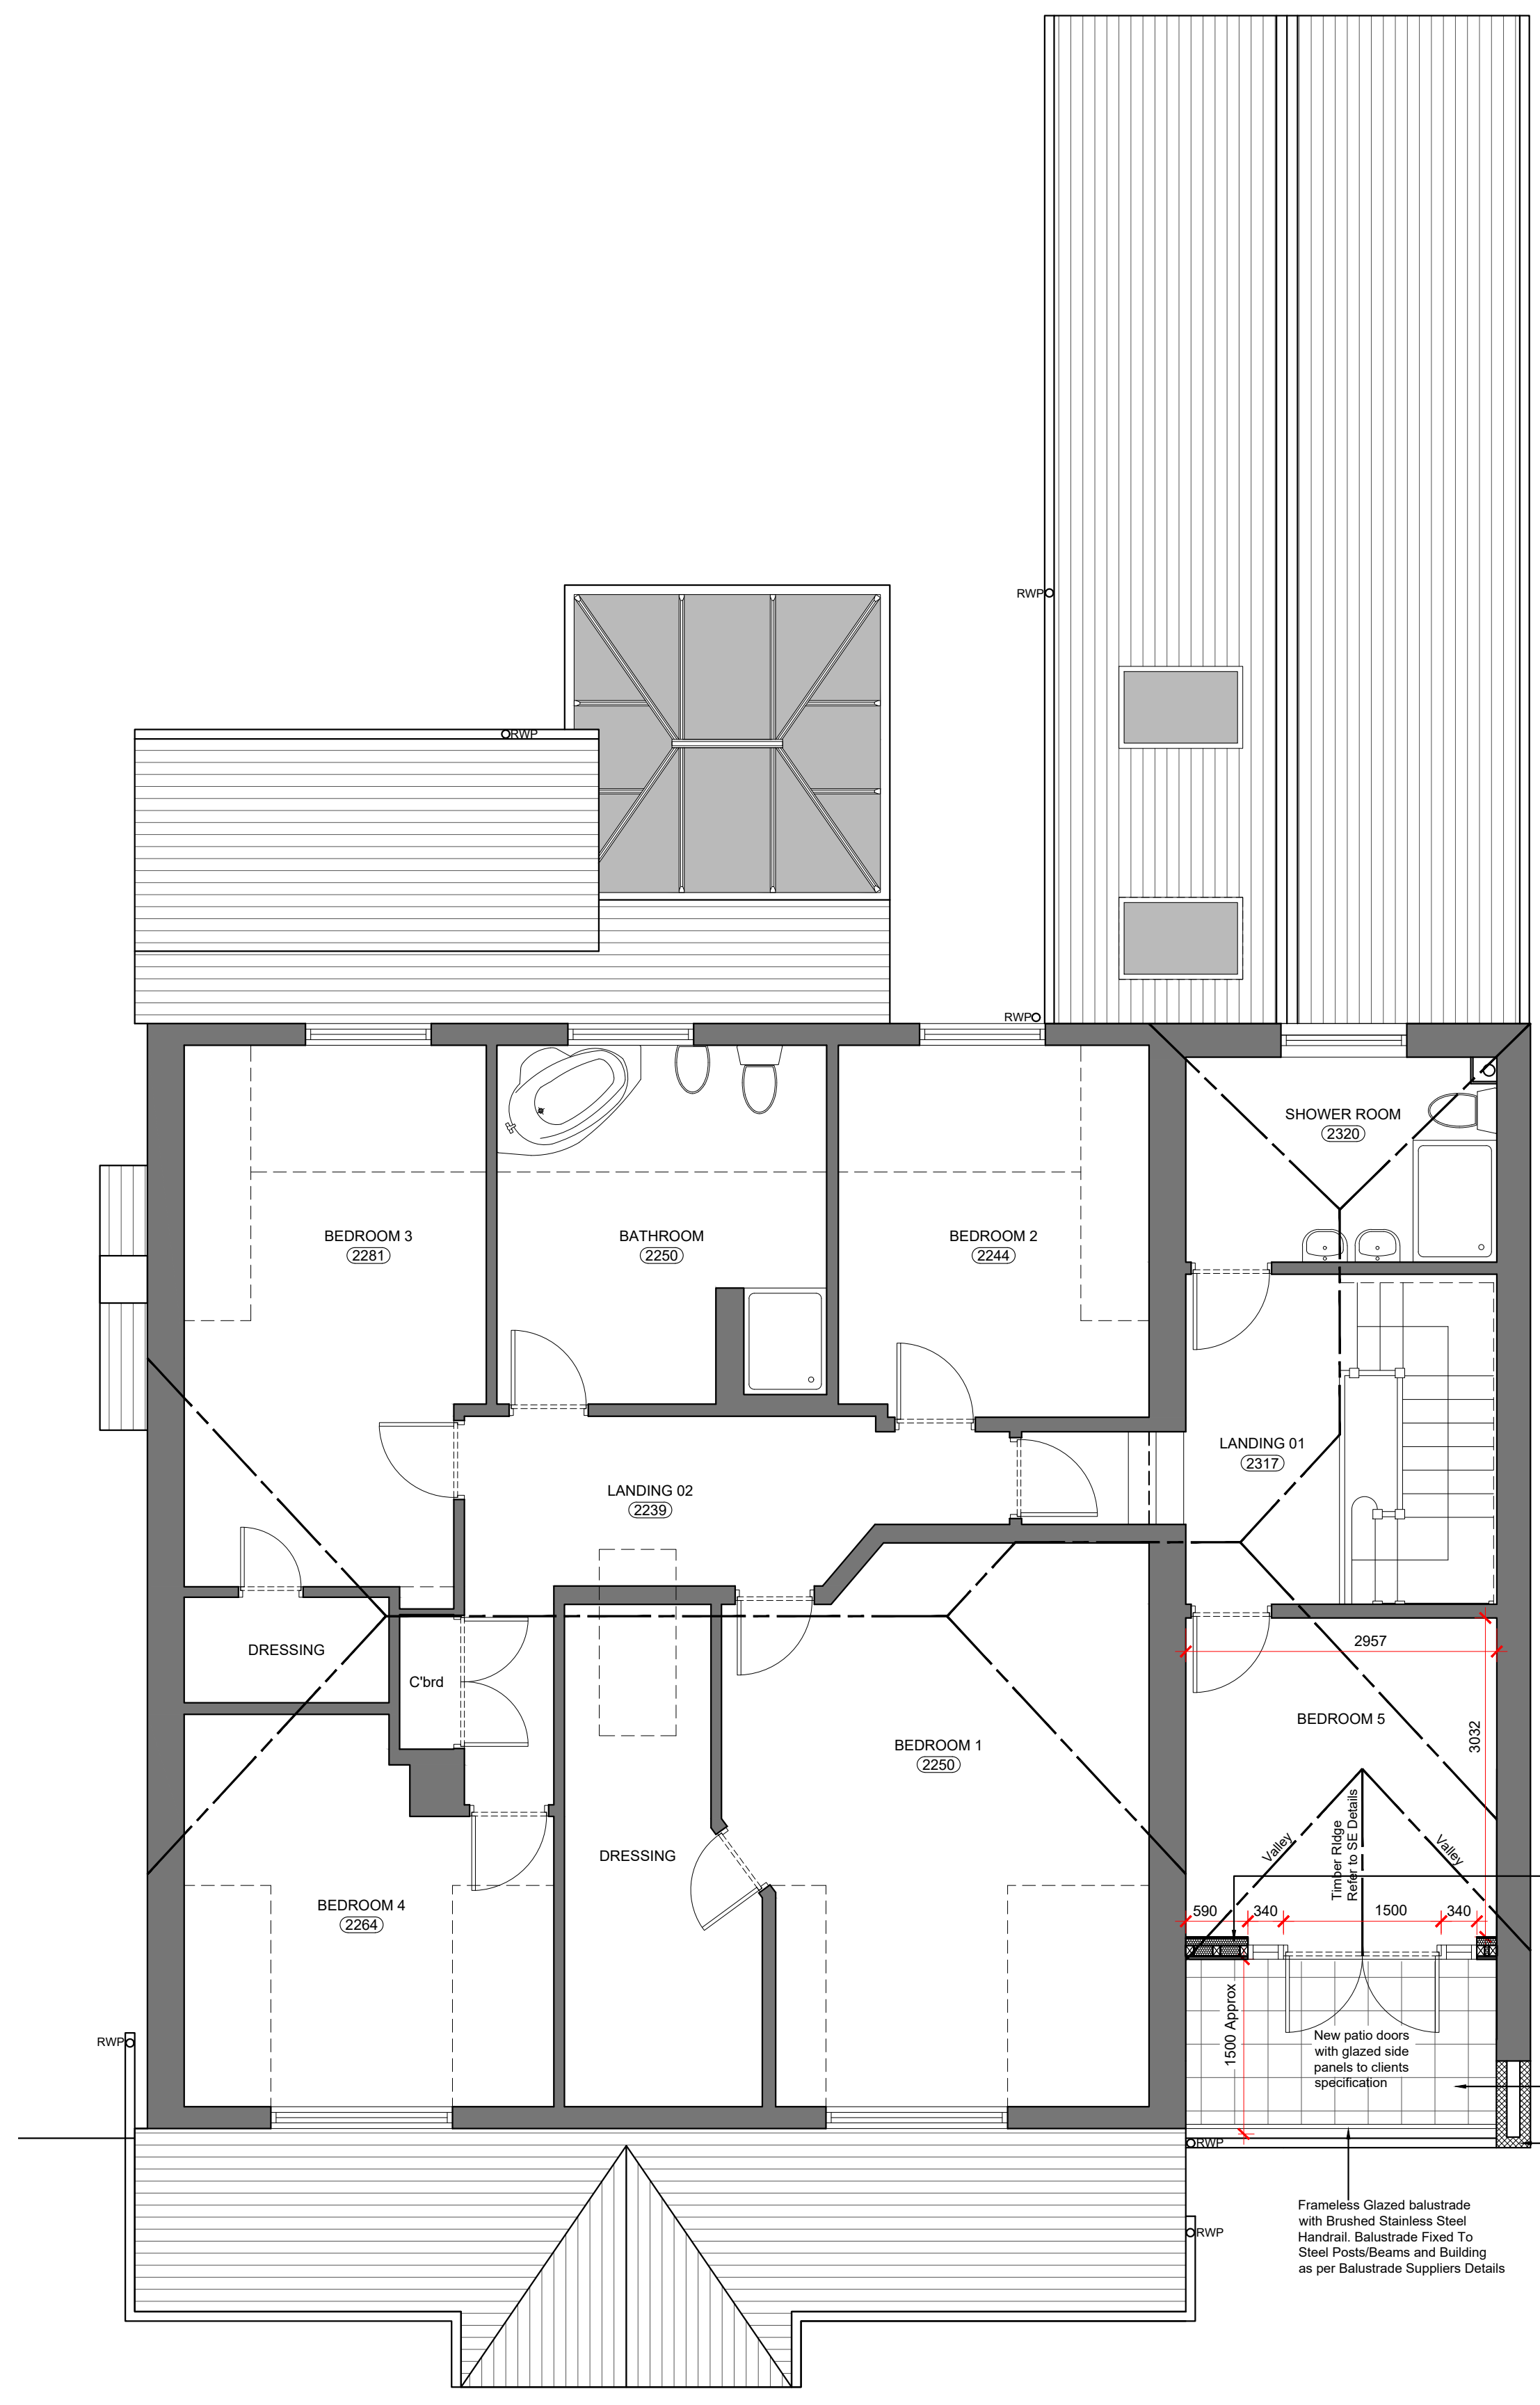 RWP
RWP
RWP
SHOWER ROOM
2320
BEDROOM 3
2281
BATHROOM
2250
BEDROOM 2
2244
LANDING 01
2317
LANDING 02
2239
DRESSING
C'brd
2957
3032
BEDROOM 5
BEDROOM 1
2250
DRESSING
BEDROOM 4
2264
Valley
Timber RIdge
Refer to SE Details
Valley
590
340
1500
340
1500 Approx
New patio doors
with glazed side
panels to clients
specification
RWP
RWP
RWP
Frameless Glazed balustrade
with Brushed Stainless Steel
Handrail. Balustrade Fixed To
Steel Posts/Beams and Building
as per Balustrade Suppliers Details